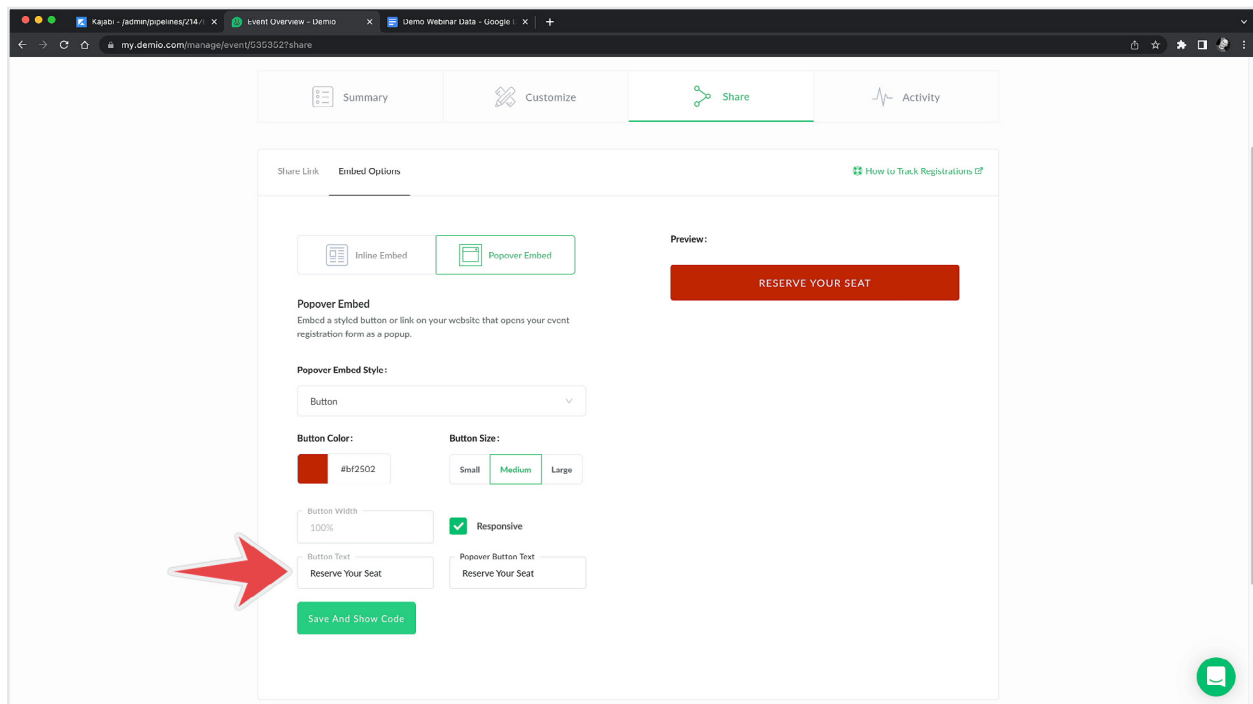 Kajabi - /admin/pipelines/214/
Event Overview - Demio
Demo Webinar Data - Google
my.demio.com/manage/event/535352?share
Summary
Customize
Share
Activity
Share Link
Embed Options
How to Track Registrations
Inline Embed
Popover Embed
Preview:
RESERVE YOUR SEAT
Popover Embed
Embed a styled button or link on your website that opens your event
registration form as a popup.
Popover Embed Style:
Button
Button Color:
Button Size:
#bf2502
Small
Medium
Large
Button Width
100%
Responsive
Button Text
Reserve Your Seat
Popover Button Text
Reserve Your Seat
Save And Show Code